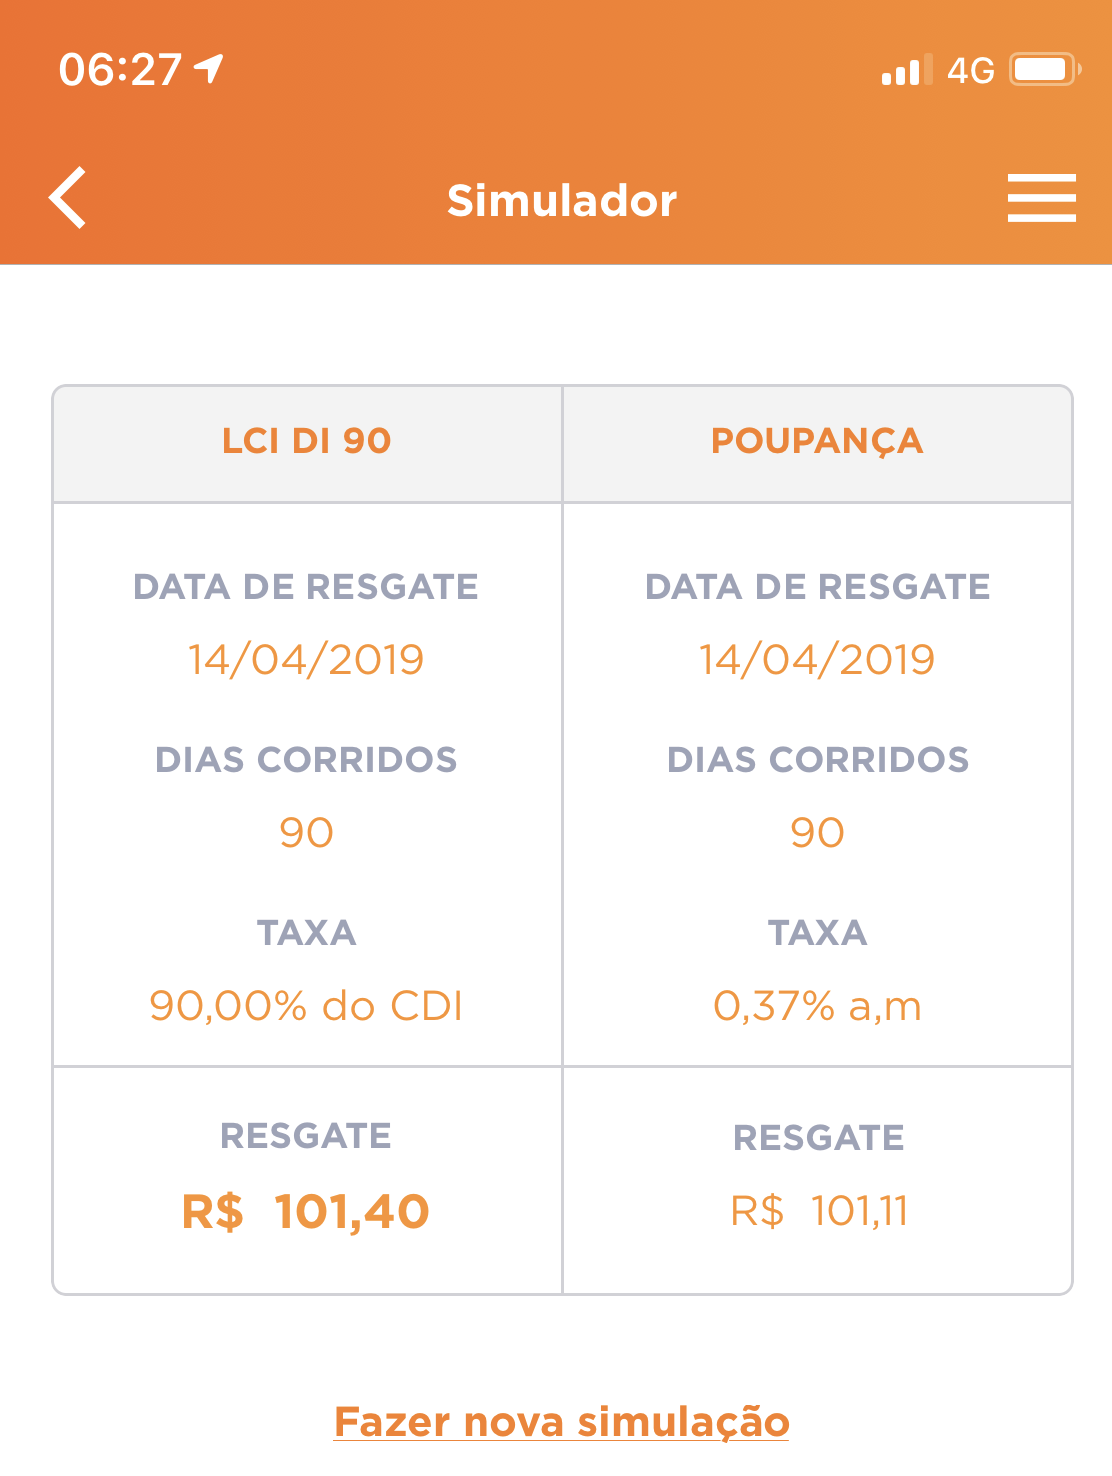 06:27
4G
Simulador
LCI DI 90
POUPANÇA
DATA DE RESGATE
14/04/2019
DIAS CORRIDOS
90
TAXA
90,00% do CDI
RESGATE
R$ 101,40
DATA DE RESGATE
14/04/2019
DIAS CORRIDOS
90
TAXA
0,37% a,m
RESGATE
R$ 101,11
Fazer nova simulação